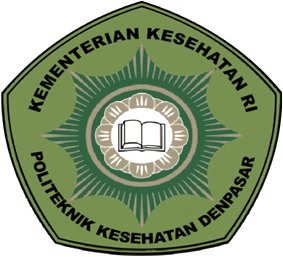 KEMENTERIAN KESEHATAN RI
POLITEKNIK KESEHATAN DENPASAR